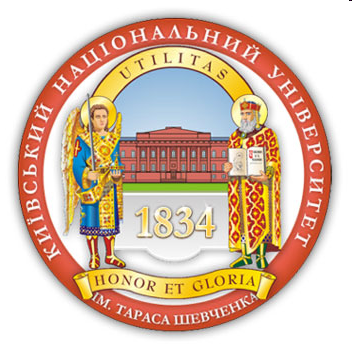 КИЇВСЬКИЙ НАЦІОНАЛЬНИЙ УНІВЕРСИТЕТ
UTILITAS
1834
HONOR ET GLORIA
ІМ. ТАРАСА ШЕВЧЕНКА